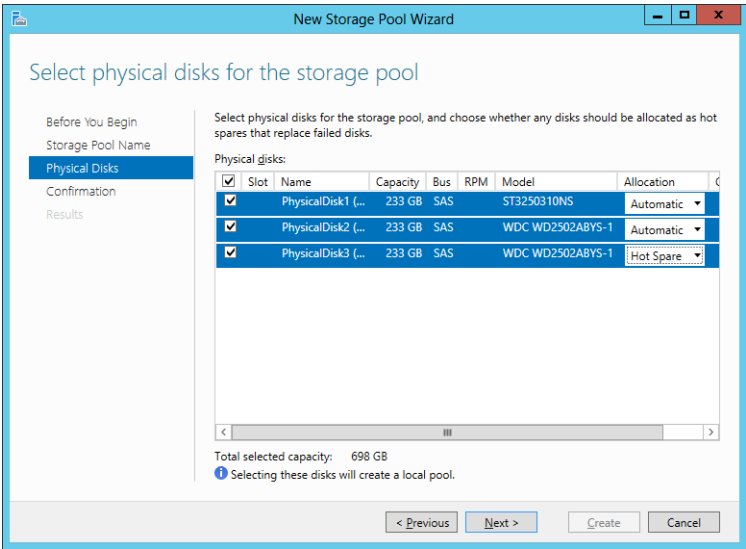 New Storage Pool Wizard
Select physical disks for the storage pool
Before You Begin
Storage Pool Name
Physical Disks
Confirmation
Results
Select physical disks for the storage pool, and choose whether any disks should be allocated as hot
spares that replace failed disks.
Physical disks:
Slot Name Capacity Bus RPM Model Allocation
PhysicalDisk1 (... 233 GB SAS ST3250310NS Automatic
PhysicalDisk2 (... 233 GB SAS WDC WD2502ABYS-1 Automatic
PhysicalDisk3 (... 233 GB SAS WDC WD2502ABYS-1 Hot Spare
Total selected capacity: 698 GB
Selecting these disks will create a local pool.
< Previous Next > Create Cancel